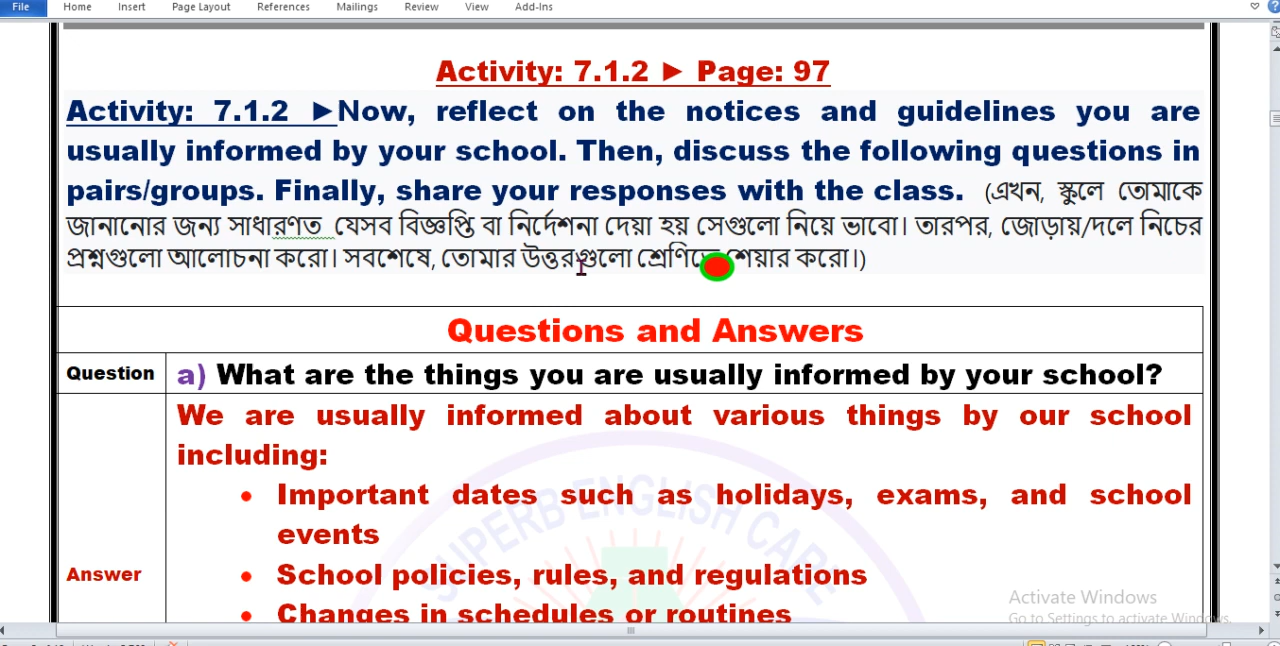 File Home Insert Page Layout References Mailings Review View Add-Ins
Activity: 7.1.2 ► Page: 97
Activity: 7.1.2 ►Now, reflect on the notices and guidelines you are
usually informed by your school. Then, discuss the following questions in
pairs/groups. Finally, share your responses with the class. (এখন, স্কুলে তোমাকে
জানানোর জন্য সাধারণত যেসব বিজ্ঞপ্তি বা নির্দেশনা দেয়া হয় সেগুলো নিয়ে ভাবো। তারপর, জোড়ায়/দলে নিচের
প্রশ্নগুলো আলোচনা করো। সবশেষে, তোমার উত্তরগুলো শ্রেণিতে শেয়ার করো।)
Questions and Answers
Question a) What are the things you are usually informed by your school?
We are usually informed about various things by our school
including:
• Important dates such as holidays, exams, and school
events
Answer
• School policies, rules, and regulations
• Changes in schedules or routines
SUPERB ENGLISH CARE
Activate Windows
Go to Settings to activate Windows.